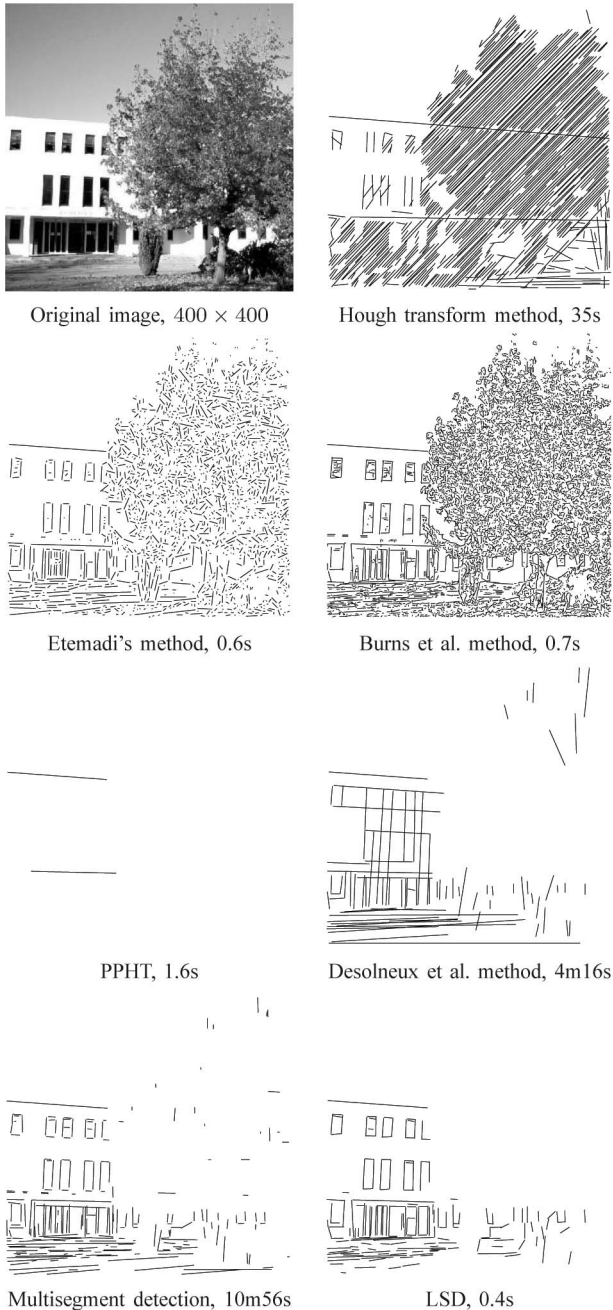 Original image, 400 × 400
Hough transform method, 35s
Etemadi's method, 0.6s
Burns et al. method, 0.7s
PPHT, 1.6s
Desolneux et al. method, 4m16s
Multisegment detection, 10m56s
LSD, 0.4s